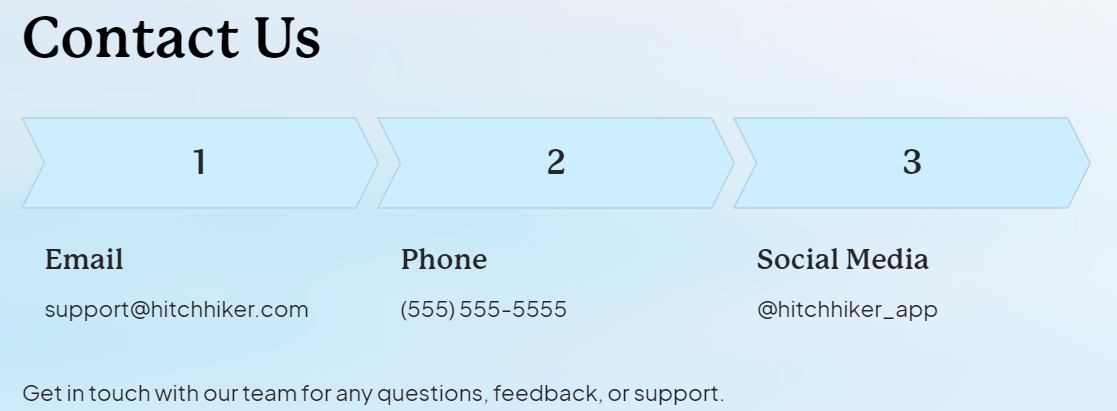 Contact Us
1 2 3
Email Phone Social Media
support@hitchhiker.com (555) 555-5555 @hitchhiker_app
Get in touch with our team for any questions, feedback, or support.